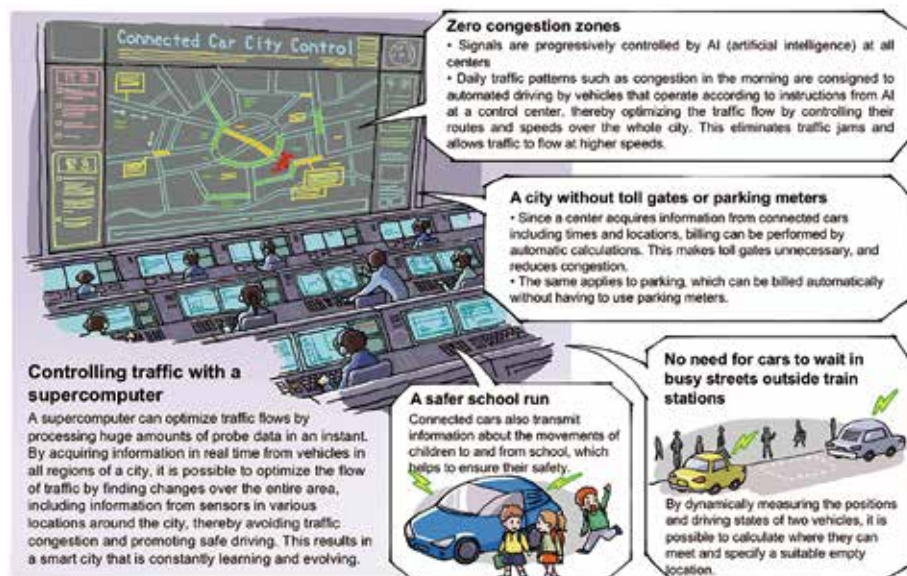 Connected Car City Control
Zero congestion zones
• Signals are progressively controlled by AI (artificial intelligence) at all
centers
• Daily traffic patterns such as congestion in the morning are consigned to
automated driving by vehicles that operate according to instructions from AI
at a control center, thereby optimizing the traffic flow by controlling their
routes and speeds over the whole city. This eliminates traffic jams and
allows traffic to flow at higher speeds.
A city without toll gates or parking meters
• Since a center acquires information from connected cars
including times and locations, billing can be performed by
automatic calculations. This makes toll gates unnecessary, and
reduces congestion.
• The same applies to parking, which can be billed automatically
without having to use parking meters.
Controlling traffic with a
supercomputer
A supercomputer can optimize traffic flows by
processing huge amounts of probe data in an instant.
By acquiring information in real time from vehicles in
all regions of a city, it is possible to optimize the flow
of traffic by finding changes over the entire area,
including information from sensors in various
locations around the city, thereby avoiding traffic
congestion and promoting safe driving. This results in
a smart city that is constantly learning and evolving.
A safer school run
Connected cars also transmit
information about the movements of
children to and from school, which
helps to ensure their safety.
No need for cars to wait in
busy streets outside train
stations
By dynamically measuring the positions
and driving states of two vehicles, it is
possible to calculate where they can
meet and specify a suitable empty
location.